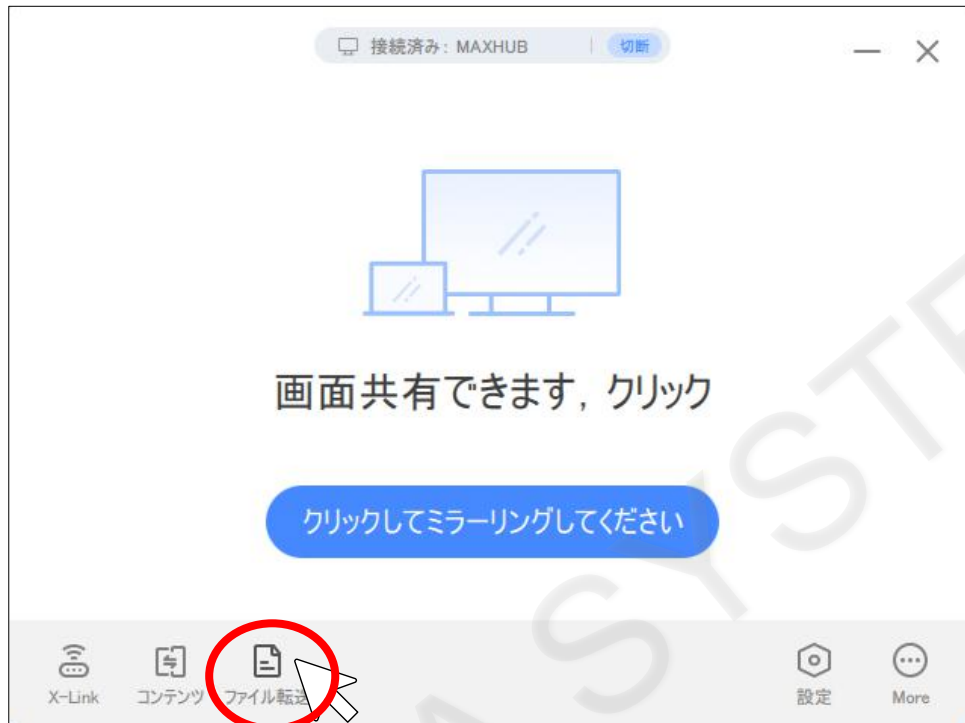 接続済み: MAXHUB 切断
画面共有できます, クリック
クリックしてミラーリングしてください
X-Link コンテンツ ファイル転送 設定 More